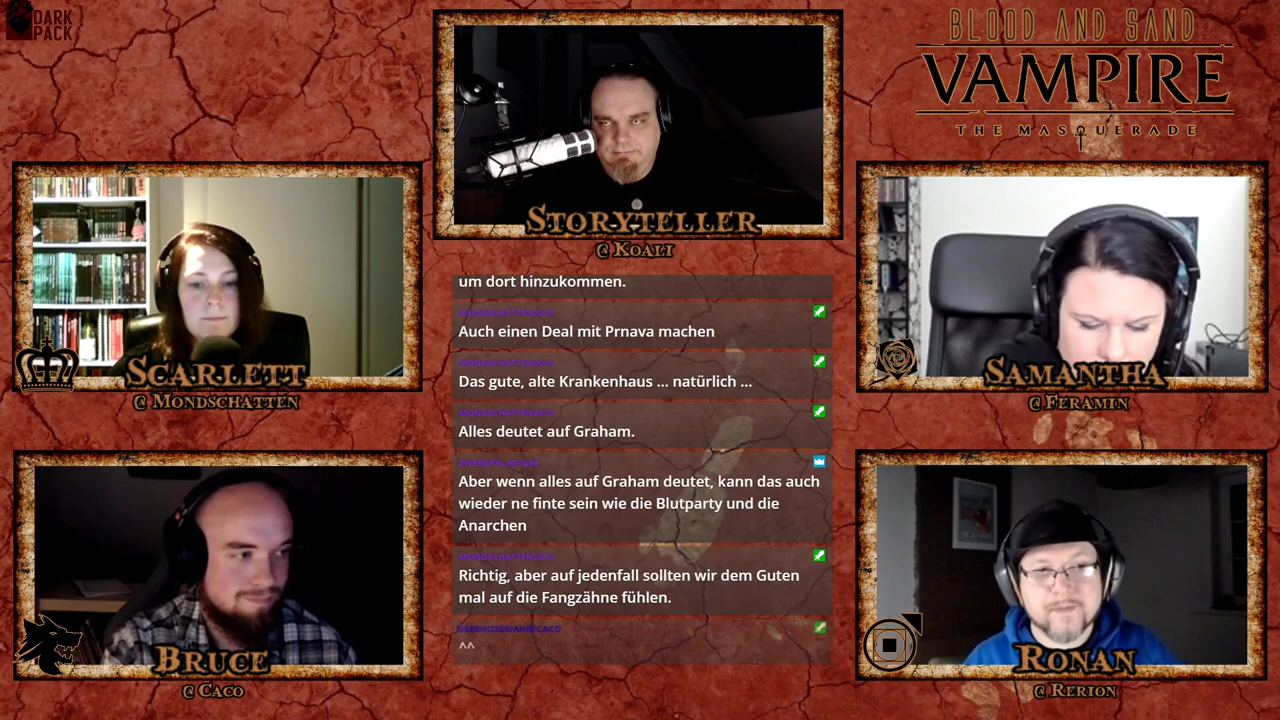 DARK
PACK
BLOOD AND SAND
VAMPIRE
THE MASQUERADE
STORYTELLER
@ KOALI
SCARLETT
@ MONDSCHATTEN
SAMANTHA
@ FERAMIN
um dort hinzukommen.
Auch einen Deal mit Prnava machen
Das gute, alte Krankenhaus ... natürlich ...
Alles deutet auf Graham.
Aber wenn alles auf Graham deutet, kann das auch
wieder ne finte sein wie die Blutparty und die
Anarchen
Richtig, aber auf jedenfall sollten wir dem Guten
mal auf die Fangzähne fühlen.
DEREINZIGWAHRECACO
^^
BRUCE
@ CACO
RONAN
@ RERION